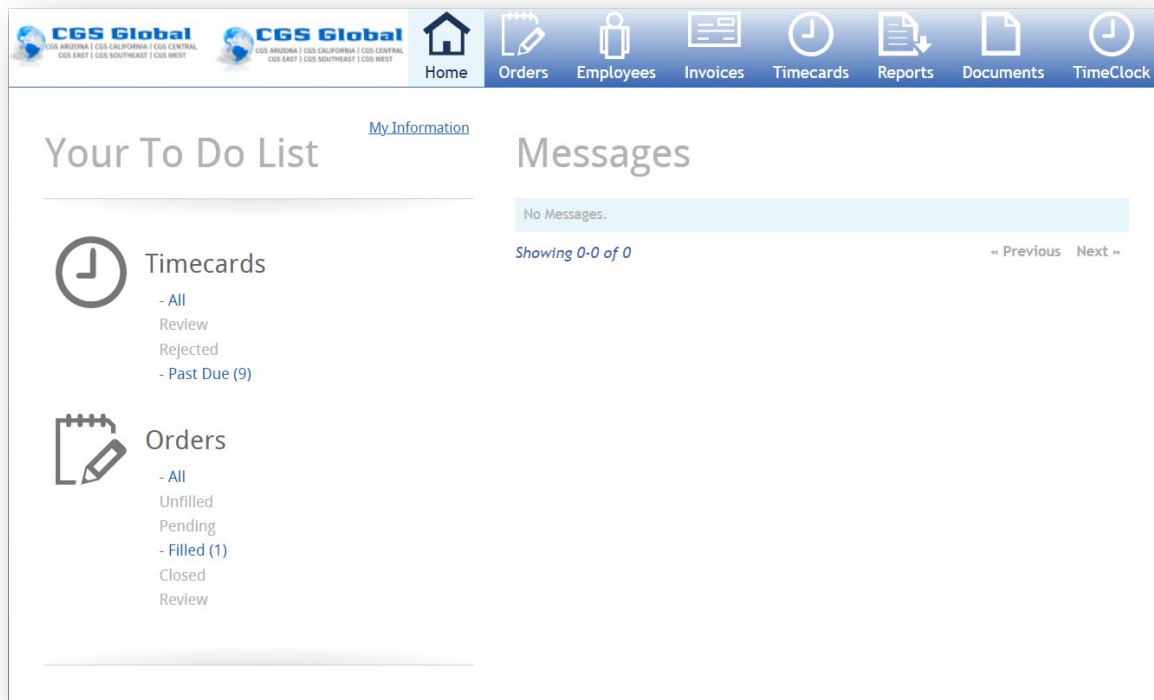 CGS Global
CGS ARIZONA | CGS CALIFORNIA | CGS CENTRAL
CGS EAST | CGS SOUTHEAST | CGS WEST
CGS Global
CGS ARIZONA | CGS CALIFORNIA | CGS CENTRAL
CGS EAST | CGS SOUTHEAST | CGS WEST
Home
Orders
Employees
Invoices
Timecards
Reports
Documents
TimeClock
My Information
Your To Do List
Timecards
- All
Review
Rejected
- Past Due (9)
Orders
- All
Unfilled
Pending
- Filled (1)
Closed
Review
Messages
No Messages.
Showing 0-0 of 0
« Previous Next »